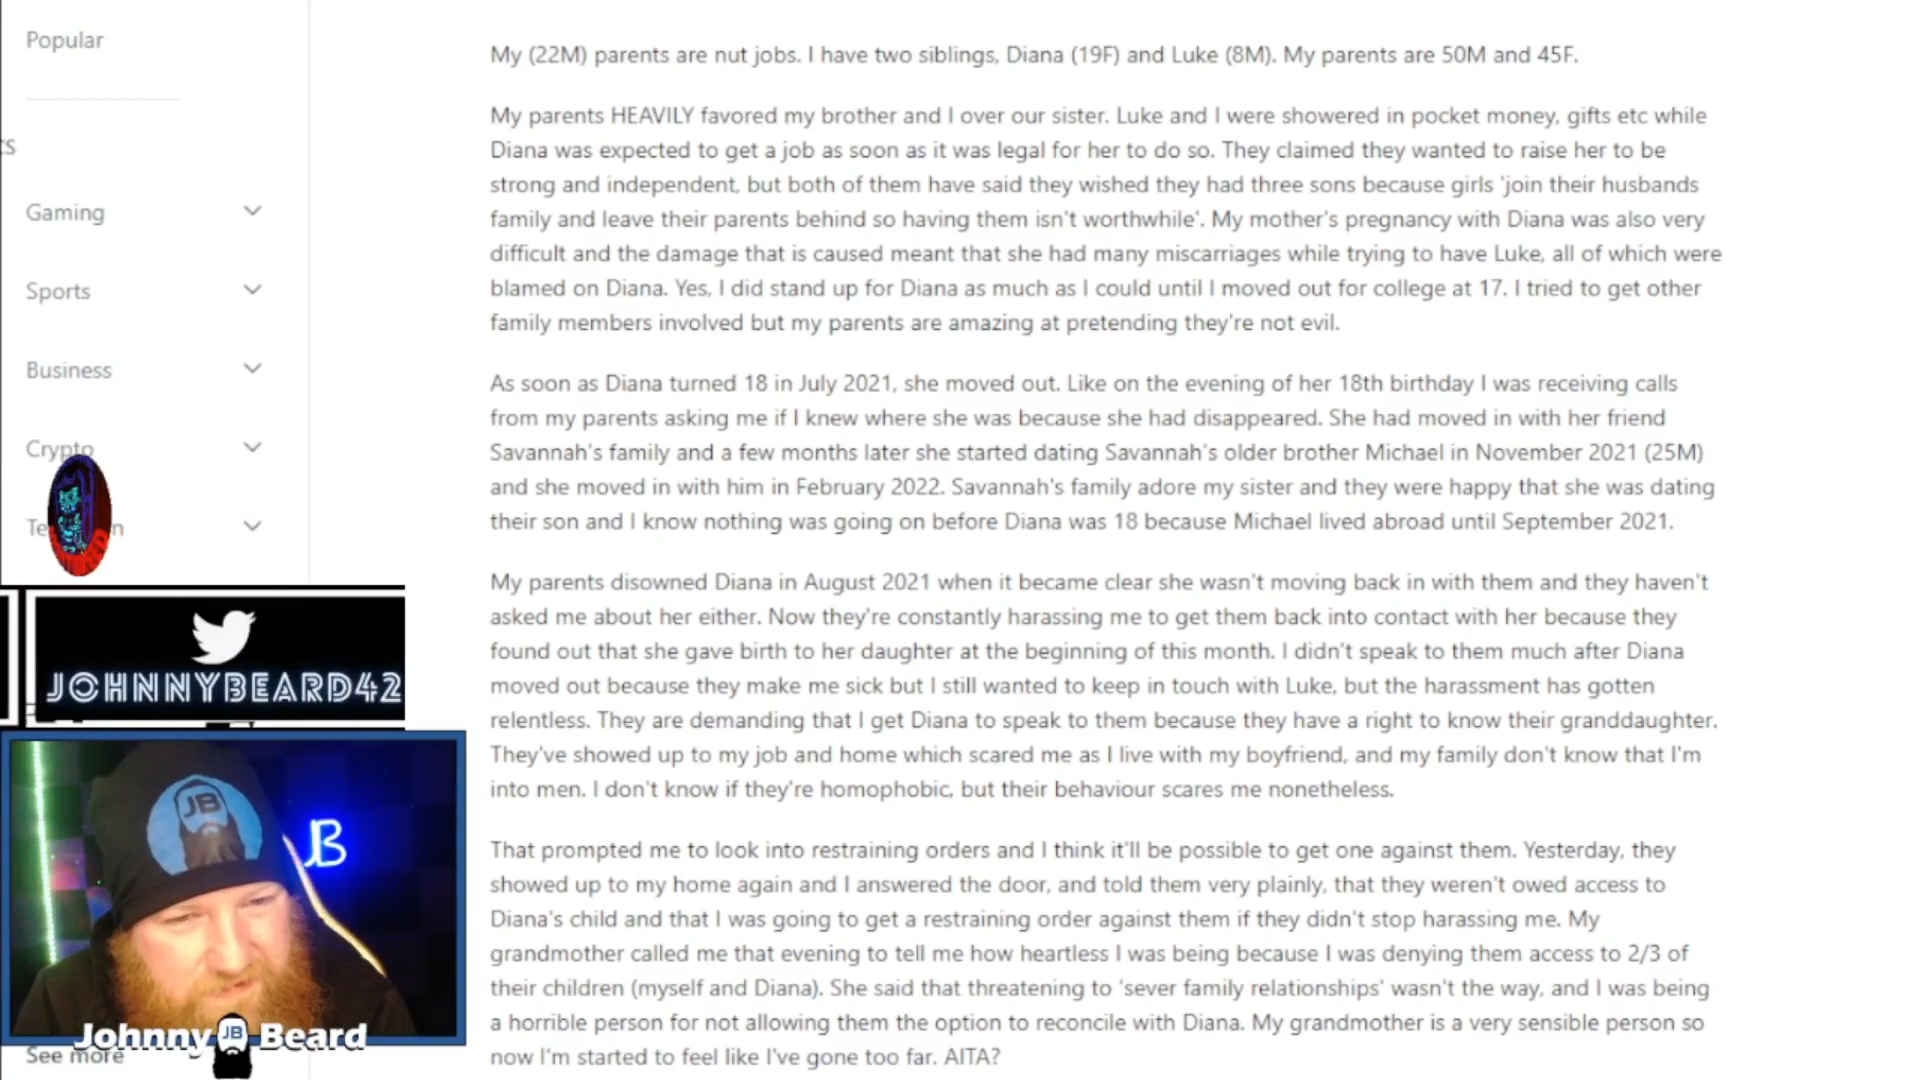 Popular
cs
Gaming
Sports
Business
Crypto
JOHNNYBEARD42
JB
JB
Johnny JB Beard
See more
My (22M) parents are nut jobs. I have two siblings, Diana (19F) and Luke (8M). My parents are 50M and 45F.
My parents HEAVILY favored my brother and I over our sister. Luke and I were showered in pocket money, gifts etc while
Diana was expected to get a job as soon as it was legal for her to do so. They claimed they wanted to raise her to be
strong and independent, but both of them have said they wished they had three sons because girls 'join their husbands
family and leave their parents behind so having them isn't worthwhile'. My mother's pregnancy with Diana was also very
difficult and the damage that is caused meant that she had many miscarriages while trying to have Luke, all of which were
blamed on Diana. Yes, I did stand up for Diana as much as I could until I moved out for college at 17. I tried to get other
family members involved but my parents are amazing at pretending they're not evil.
As soon as Diana turned 18 in July 2021, she moved out. Like on the evening of her 18th birthday I was receiving calls
from my parents asking me if I knew where she was because she had disappeared. She had moved in with her friend
Savannah's family and a few months later she started dating Savannah's older brother Michael in November 2021 (25M)
and she moved in with him in February 2022. Savannah's family adore my sister and they were happy that she was dating
their son and I know nothing was going on before Diana was 18 because Michael lived abroad until September 2021.
My parents disowned Diana in August 2021 when it became clear she wasn't moving back in with them and they haven't
asked me about her either. Now they're constantly harassing me to get them back into contact with her because they
found out that she gave birth to her daughter at the beginning of this month. I didn't speak to them much after Diana
moved out because they make me sick but I still wanted to keep in touch with Luke, but the harassment has gotten
relentless. They are demanding that I get Diana to speak to them because they have a right to know their granddaughter.
They've showed up to my job and home which scared me as I live with my boyfriend, and my family don't know that I'm
into men. I don't know if they're homophobic, but their behaviour scares me nonetheless.
That prompted me to look into restraining orders and I think it'll be possible to get one against them. Yesterday, they
showed up to my home again and I answered the door, and told them very plainly, that they weren't owed access to
Diana's child and that I was going to get a restraining order against them if they didn't stop harassing me. My
grandmother called me that evening to tell me how heartless I was being because I was denying them access to 2/3 of
their children (myself and Diana). She said that threatening to 'sever family relationships' wasn't the way, and I was being
a horrible person for not allowing them the option to reconcile with Diana. My grandmother is a very sensible person so
now I'm started to feel like I've gone too far. AITA?